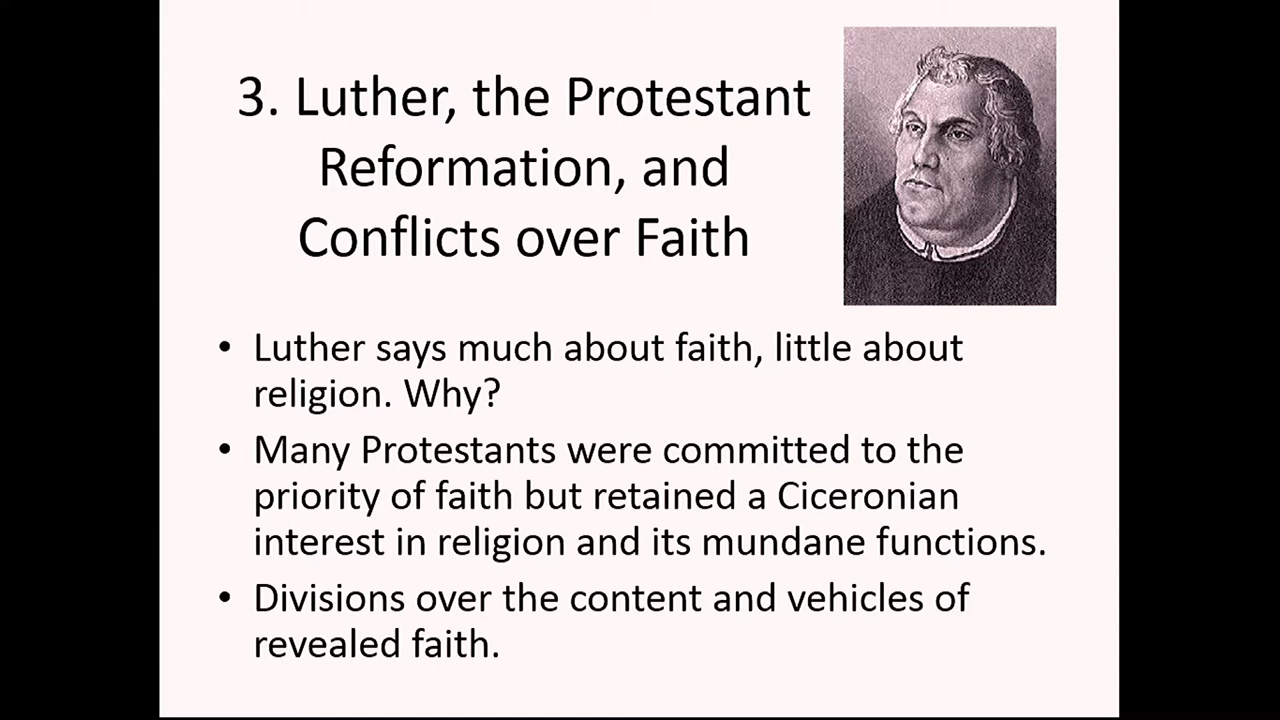 3. Luther, the Protestant
Reformation, and
Conflicts over Faith
• Luther says much about faith, little about
religion. Why?
• Many Protestants were committed to the
priority of faith but retained a Ciceronian
interest in religion and its mundane functions.
• Divisions over the content and vehicles of
revealed faith.